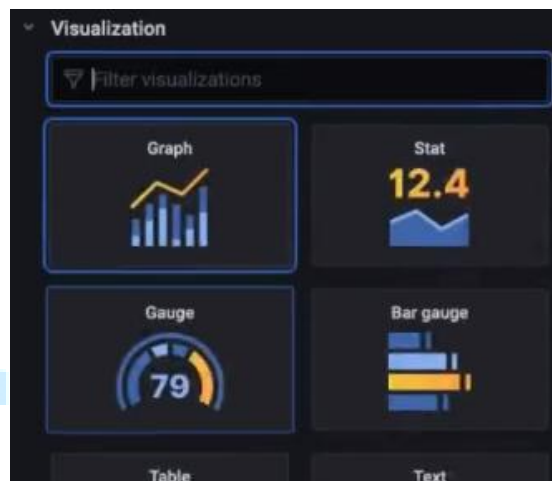 Visualization
Filter visualizations
Graph
Stat
12.4
Gauge
Bar gauge
79
Table
Text